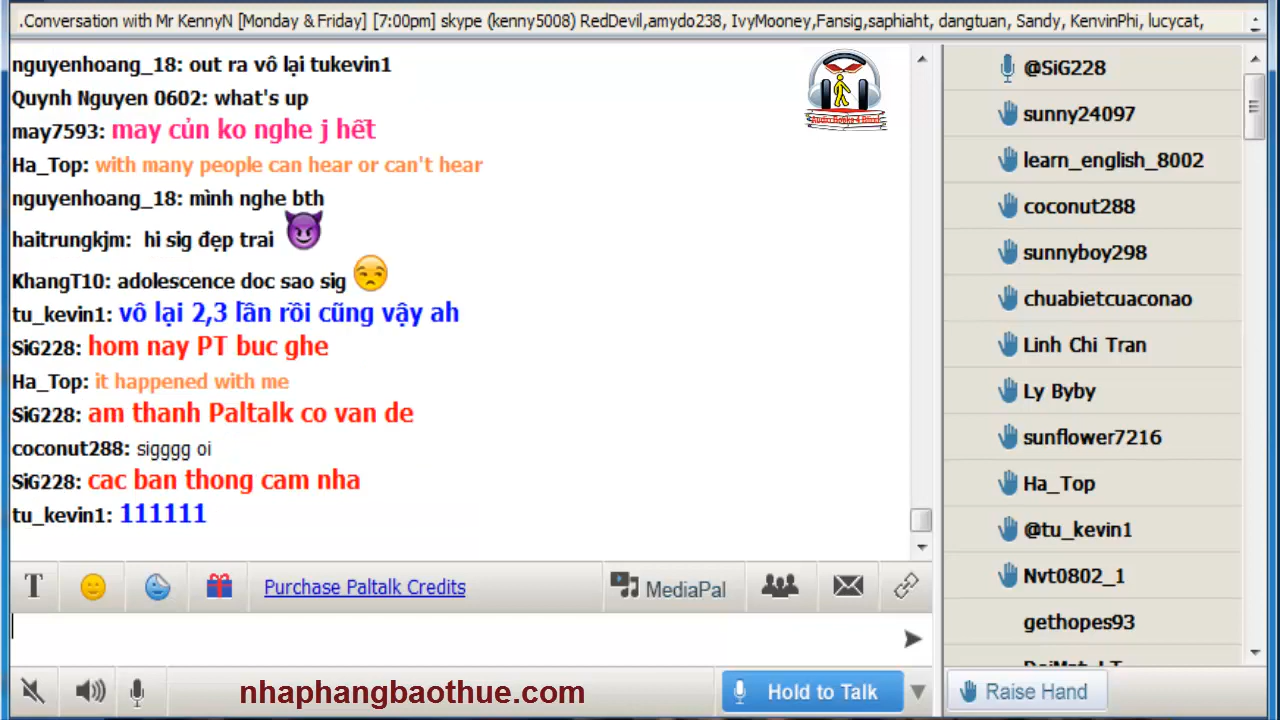 .Conversation with Mr KennyN [Monday & Friday] [7:00pm] skype (kenny5008) RedDevil,amydo238, IvyMooney,Fansig,saphiaht, dangtuan, Sandy, KenvinPhi, lucycat,
nguyenhoang_18: out ra vô lại tukevin1
Quynh Nguyen 0602: what's up
may7593: may củn ko nghe j hết
Ha_Top: with many people can hear or can't hear
nguyenhoang_18: mình nghe bth
haitrungkjm: hi sig đẹp trai
KhangT10: adolescence doc sao sig
tu_kevin1: vô lại 2,3 lần rồi cũng vậy ah
SiG228: hom nay PT buc ghe
Ha_Top: it happened with me
SiG228: am thanh Paltalk co van de
coconut288: sigggg oi
SiG228: cac ban thong cam nha
tu_kevin1: 111111
Audio Books 4 Blind
@SiG228
sunny24097
learn_english_8002
coconut288
sunnyboy298
chuabietcuaconao
Linh Chi Tran
Ly Byby
sunflower7216
Ha_Top
@tu_kevin1
Nvt0802_1
gethopes93
T
Purchase Paltalk Credits
MediaPal
nhaphangbaothue.com
Hold to Talk
Raise Hand